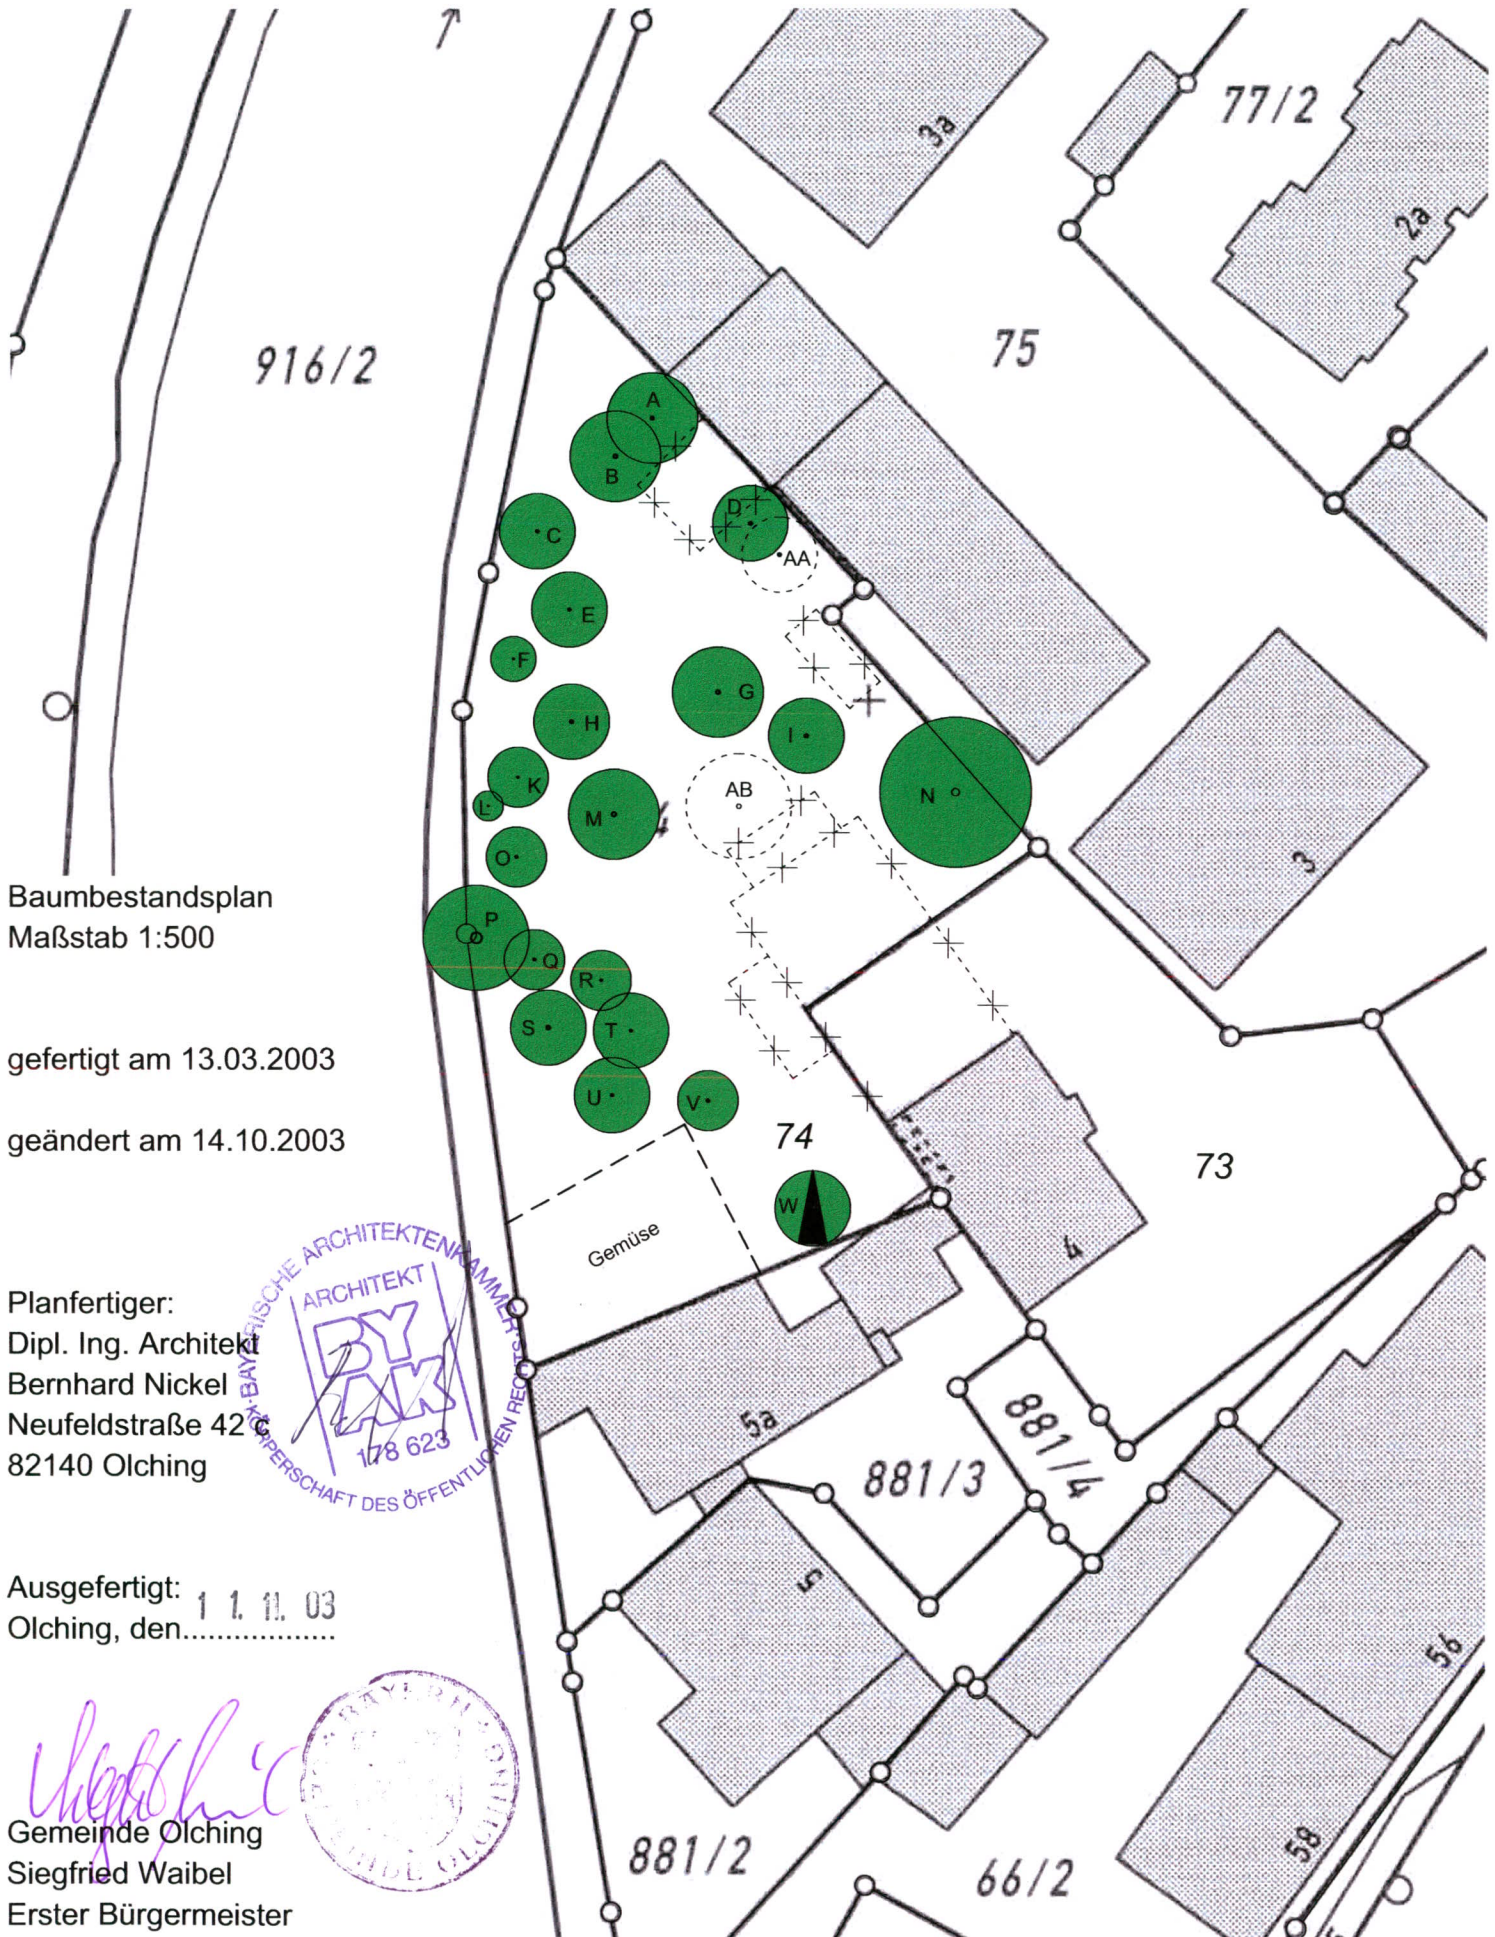 3a
77/2
2a
916/2
75
A
B
C
D
AA
E
F
G
H
I
K
L
AB
N
M
O
P
Q
R
S
T
U
V
W
3
74
73
4
Gemüse
Baumbestandsplan
Maßstab 1:500
gefertigt am 13.03.2003
geändert am 14.10.2003
Planfertiger:
Dipl. Ing. Architekt
Bernhard Nickel
Neufeldstraße 42 c
82140 Olching
BAYERISCHE ARCHITEKTENKAMMER
KÖRPERSCHAFT DES ÖFFENTLICHEN RECHTS
ARCHITEKT
BY
AK
178 623
5a
881/3
881/4
5
56
58
881/2
66/2
Ausgefertigt: 11. 11. 03
Olching, den..................
BAYERN
GEMEINDE OLCHING
Gemeinde Olching
Siegfried Waibel
Erster Bürgermeister